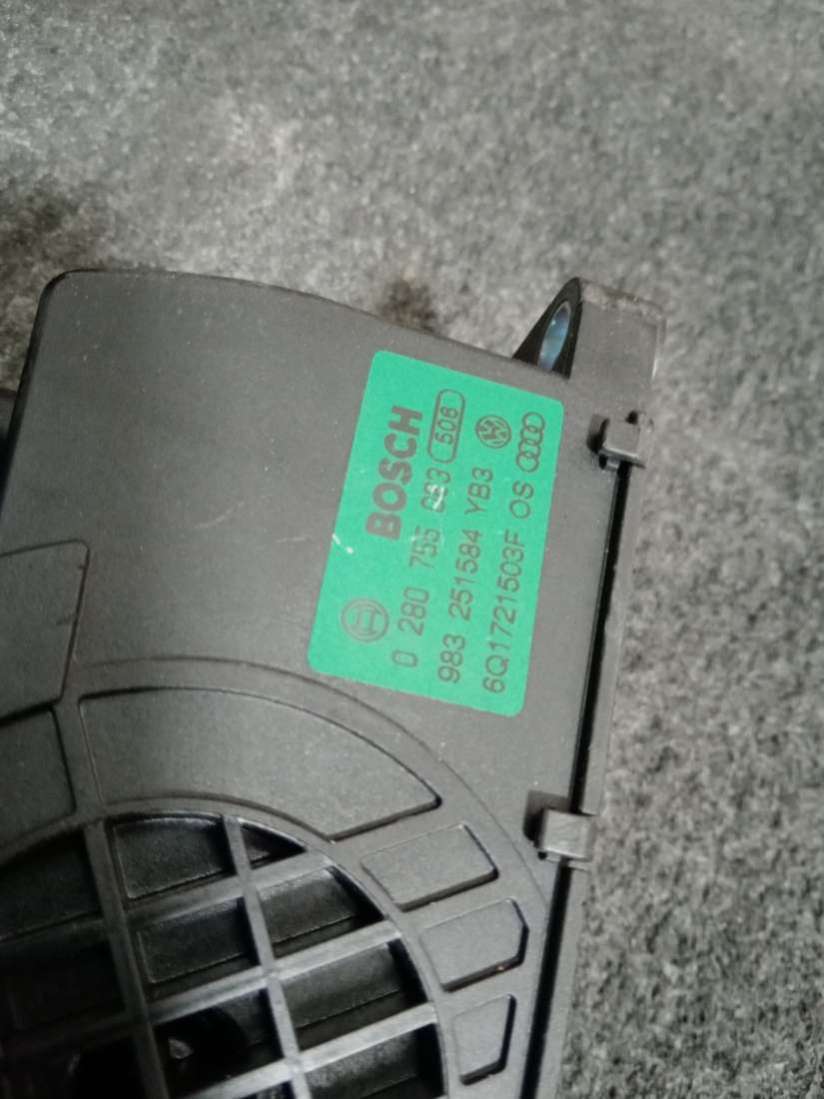 BOSCH
0 280 755 506
983 251584 YB3
6Q1721503F OS